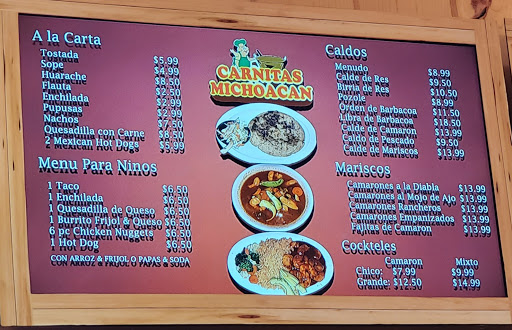 A la Carta
Tostada $5.99
Sope $4.99
Huarache $8.50
Flauta $2.50
Enchilada $2.99
Pupusas $2.99
Nachos $7.50
Quesadilla con Carne $8.50
2 Mexican Hot Dogs $5.99
Menu Para Ninos
1 Taco $6.50
1 Enchilada $6.50
1 Quesadilla de Queso $6.50
1 Burrito Frijol & Queso $6.50
6 pc Chicken Nuggets $6.50
1 Hot Dog $6.50
CON ARROZ & FRIJOL O PAPAS & SODA
CARNITAS
MICHOACAN
Caldos
Menudo $8.99
Calde de Res $9.50
Birria de Res $10.50
Pozole $8.99
Orden de Barbacoa $11.50
Libra de Barbacoa $18.50
Calde de Camaron $13.99
Caldo de Pescado $9.50
Caldo de Mariscos $13.99
Mariscos
Camarones a la Diabla $13.99
Camarones al Mojo de Ajo $13.99
Camarones Rancheros $13.99
Camarones Empanizados $13.99
Fajitas de Camaron $13.99
Cockteles
Camaron Mixto
Chico: $7.99 $9.99
Grande: $12.50 $14.99